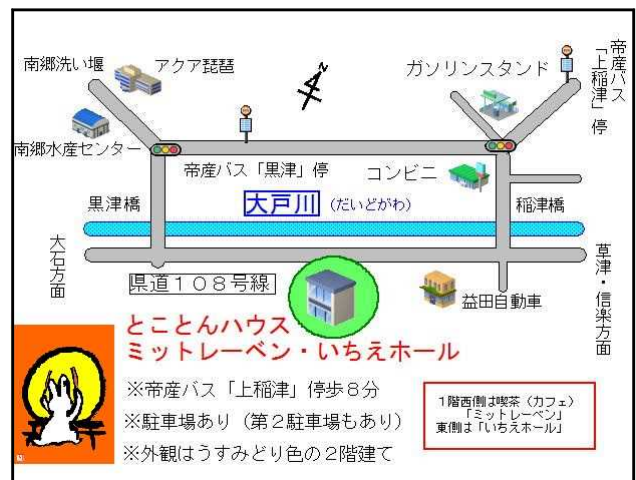 南郷洗い堰
アクア琵琶
ガソリンスタンド
帝産バス
「上稲津」停
南郷水産センター
帝産バス「黒津」停
コンビニ
黒津橋
大戸川
(だいどがわ)
稲津橋
大石方面
草津・信楽方面
県道108号線
益田自動車
とことんハウス
ミットレーベン・いちえホール
※帝産バス「上稲津」停歩8分
※駐車場あり(第2駐車場もあり)
※外観はうすみどり色の2階建て
1階西側は喫茶(カフェ)
「ミットレーベン」
東側は「いちえホール」